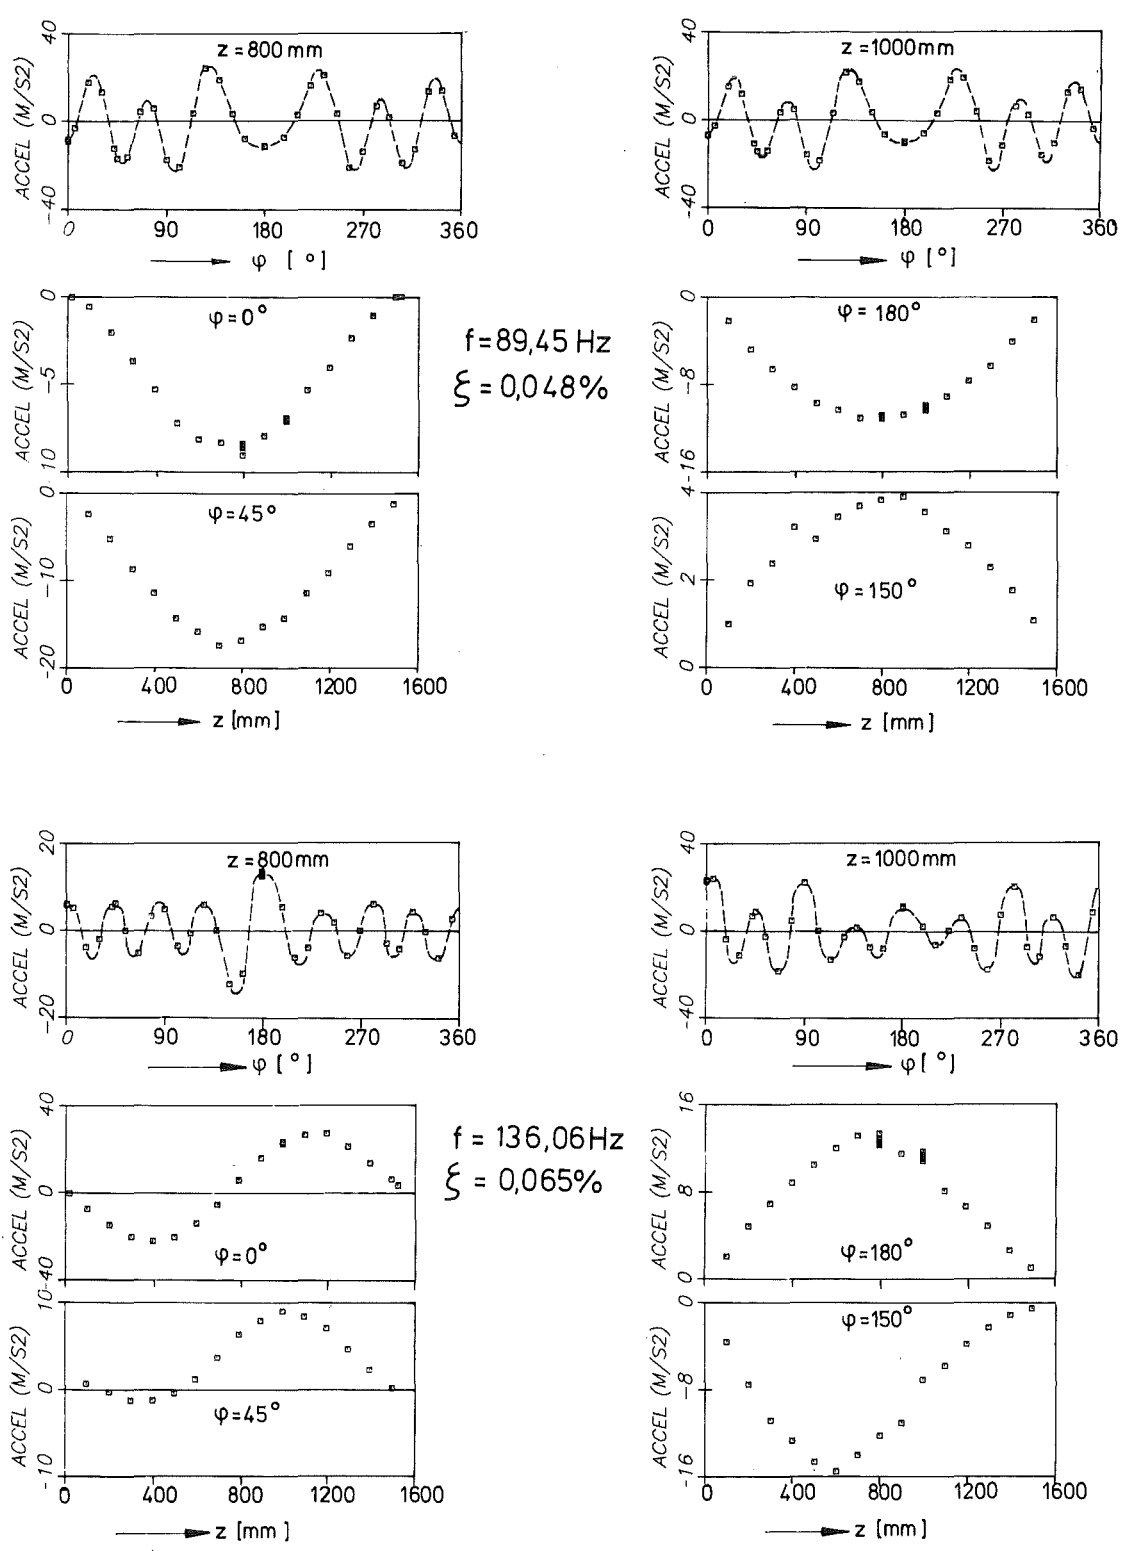 z = 800 mm
ACCEL (M/S2)
40
0
-40
0 90 180 270 360
φ [ ° ]
z = 1000 mm
ACCEL (M/S2)
40
0
-40
0 90 180 270 360
φ [ ° ]
φ = 0°
ACCEL (M/S2)
0
-5
-10
f = 89,45 Hz
ξ = 0,048%
φ = 180°
ACCEL (M/S2)
0
-8
-16
φ = 45°
ACCEL (M/S2)
0
-10
-20
0 400 800 1200 1600
z [mm]
φ = 150°
ACCEL (M/S2)
4
2
0
0 400 800 1200 1600
z [mm]
z = 800 mm
ACCEL (M/S2)
20
0
-20
0 90 180 270 360
φ [ ° ]
z = 1000 mm
ACCEL (M/S2)
40
0
-40
0 90 180 270 360
φ [ ° ]
φ = 0°
ACCEL (M/S2)
40
0
-40
f = 136,06 Hz
ξ = 0,065%
φ = 180°
ACCEL (M/S2)
16
8
0
φ = 45°
ACCEL (M/S2)
10
0
-10
0 400 800 1200 1600
z [mm]
φ = 150°
ACCEL (M/S2)
0
-8
-16
0 400 800 1200 1600
z [mm]